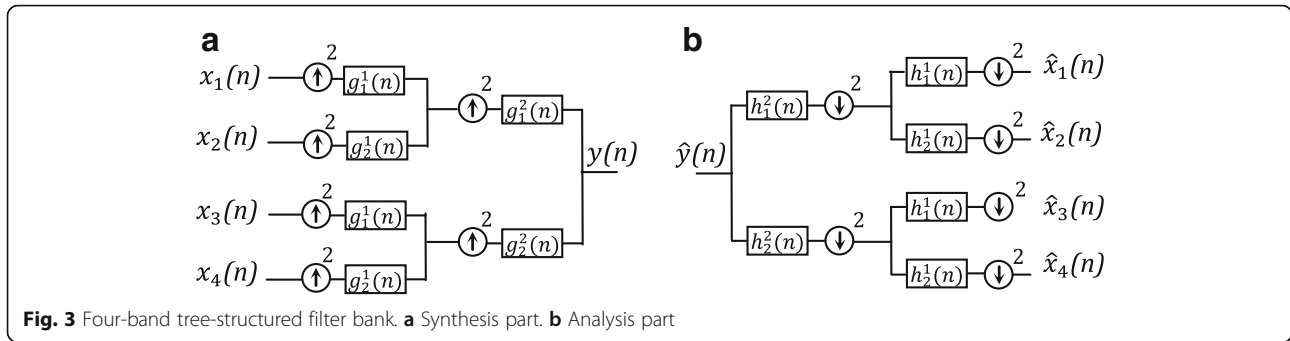 a
b
x₁(n) ↑ 2 g₁¹(n)
x₂(n) ↑ 2 g₂¹(n)
↑ 2 g₁²(n)
x₃(n) ↑ 2 g₁¹(n)
x₄(n) ↑ 2 g₂¹(n)
↑ 2 g₂²(n)
y(n)
ŷ(n)
h₁²(n) ↓ 2
h₁¹(n) ↓ 2 x̂₁(n)
h₂¹(n) ↓ 2 x̂₂(n)
h₂²(n) ↓ 2
h₁¹(n) ↓ 2 x̂₃(n)
h₂¹(n) ↓ 2 x̂₄(n)
Fig. 3 Four-band tree-structured filter bank. a Synthesis part. b Analysis part